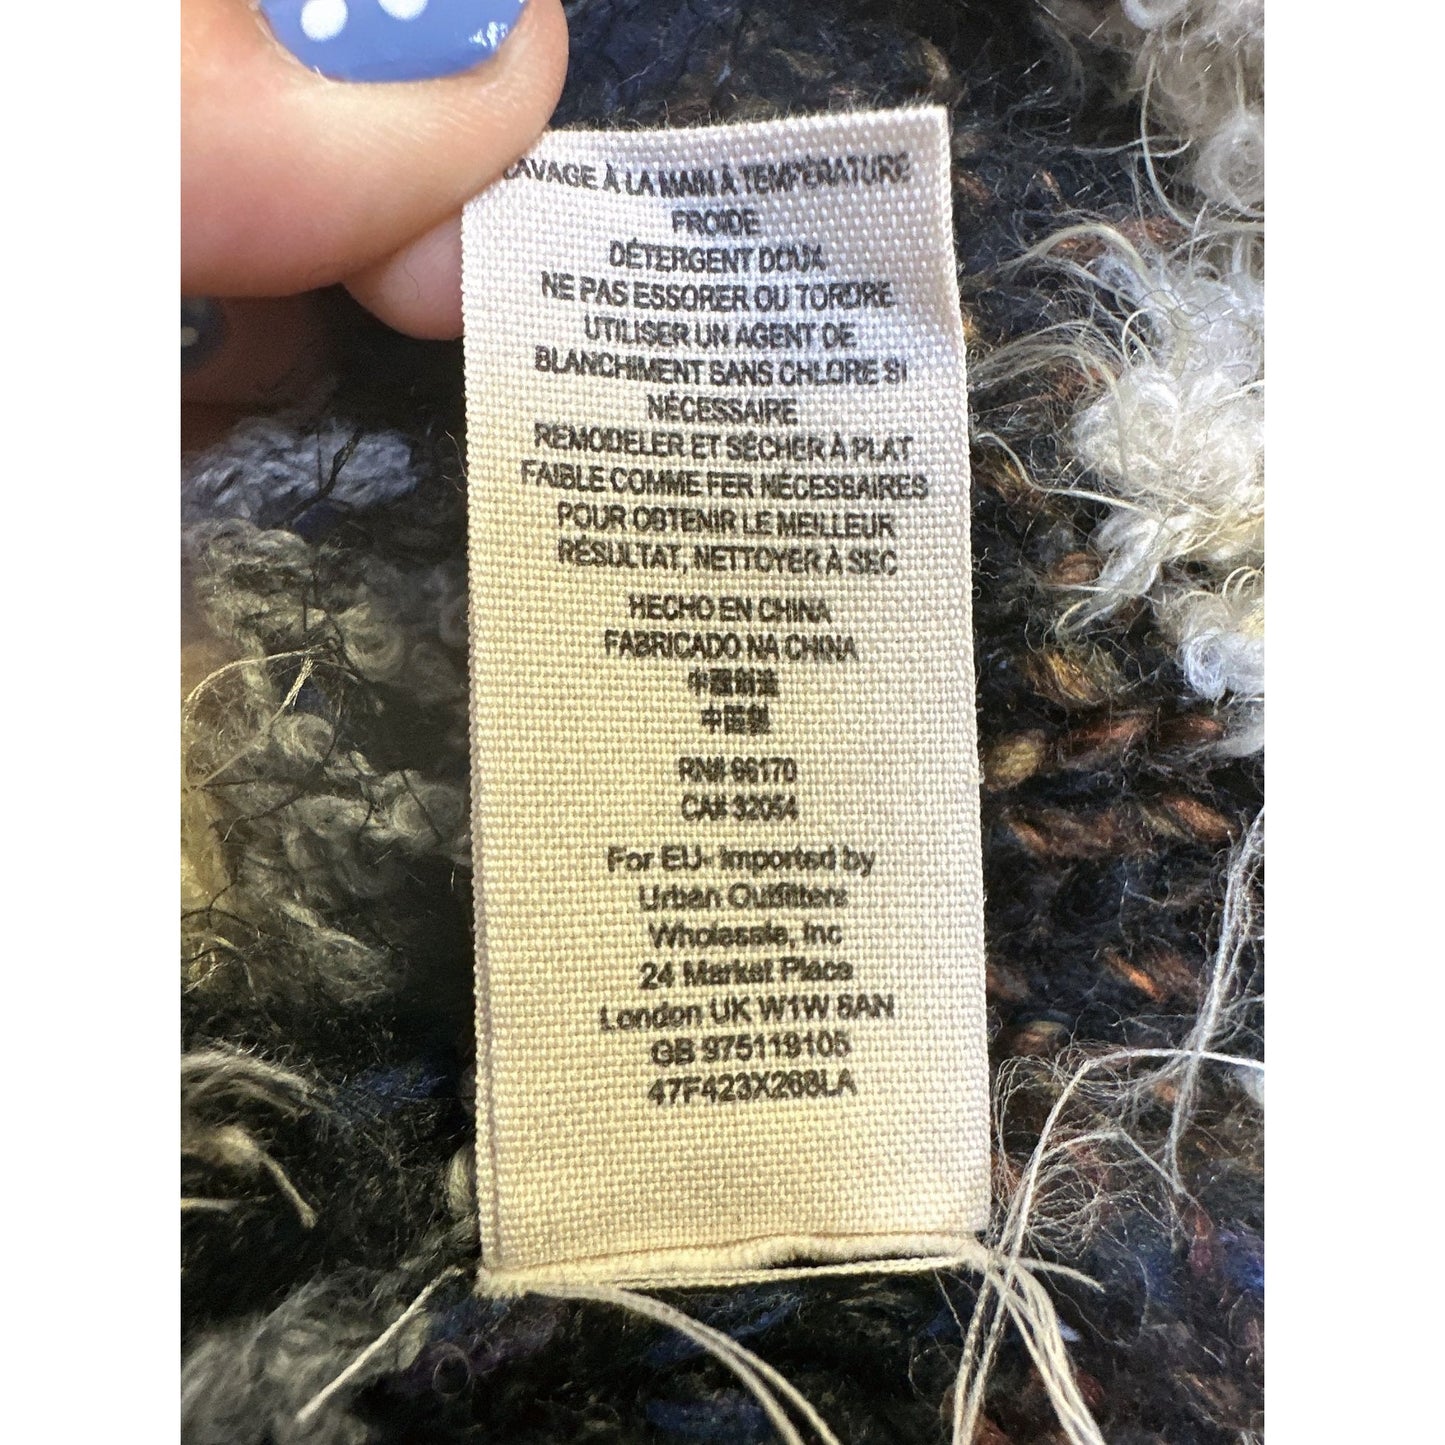 LAVAGE À LA MAIN À TEMPÉRATURE
FROIDE
DÉTERGENT DOUX
NE PAS ESSORER OU TORDRE
UTILISER UN AGENT DE
BLANCHIMENT SANS CHLORE SI
NÉCESSAIRE
REMODELER ET SÉCHER À PLAT
FAIBLE COMME FER NÉCESSAIRES
POUR OBTENIR LE MEILLEUR
RÉSULTAT, NETTOYER À SEC
HECHO EN CHINA
FABRICADO NA CHINA
中國創造
中国製
RN# 66170
CA# 32054
For EU- Imported by
Urban Outfitters
Wholesale, Inc
24 Market Place
London UK W1W 8AN
GB 975119105
47F423X268LA